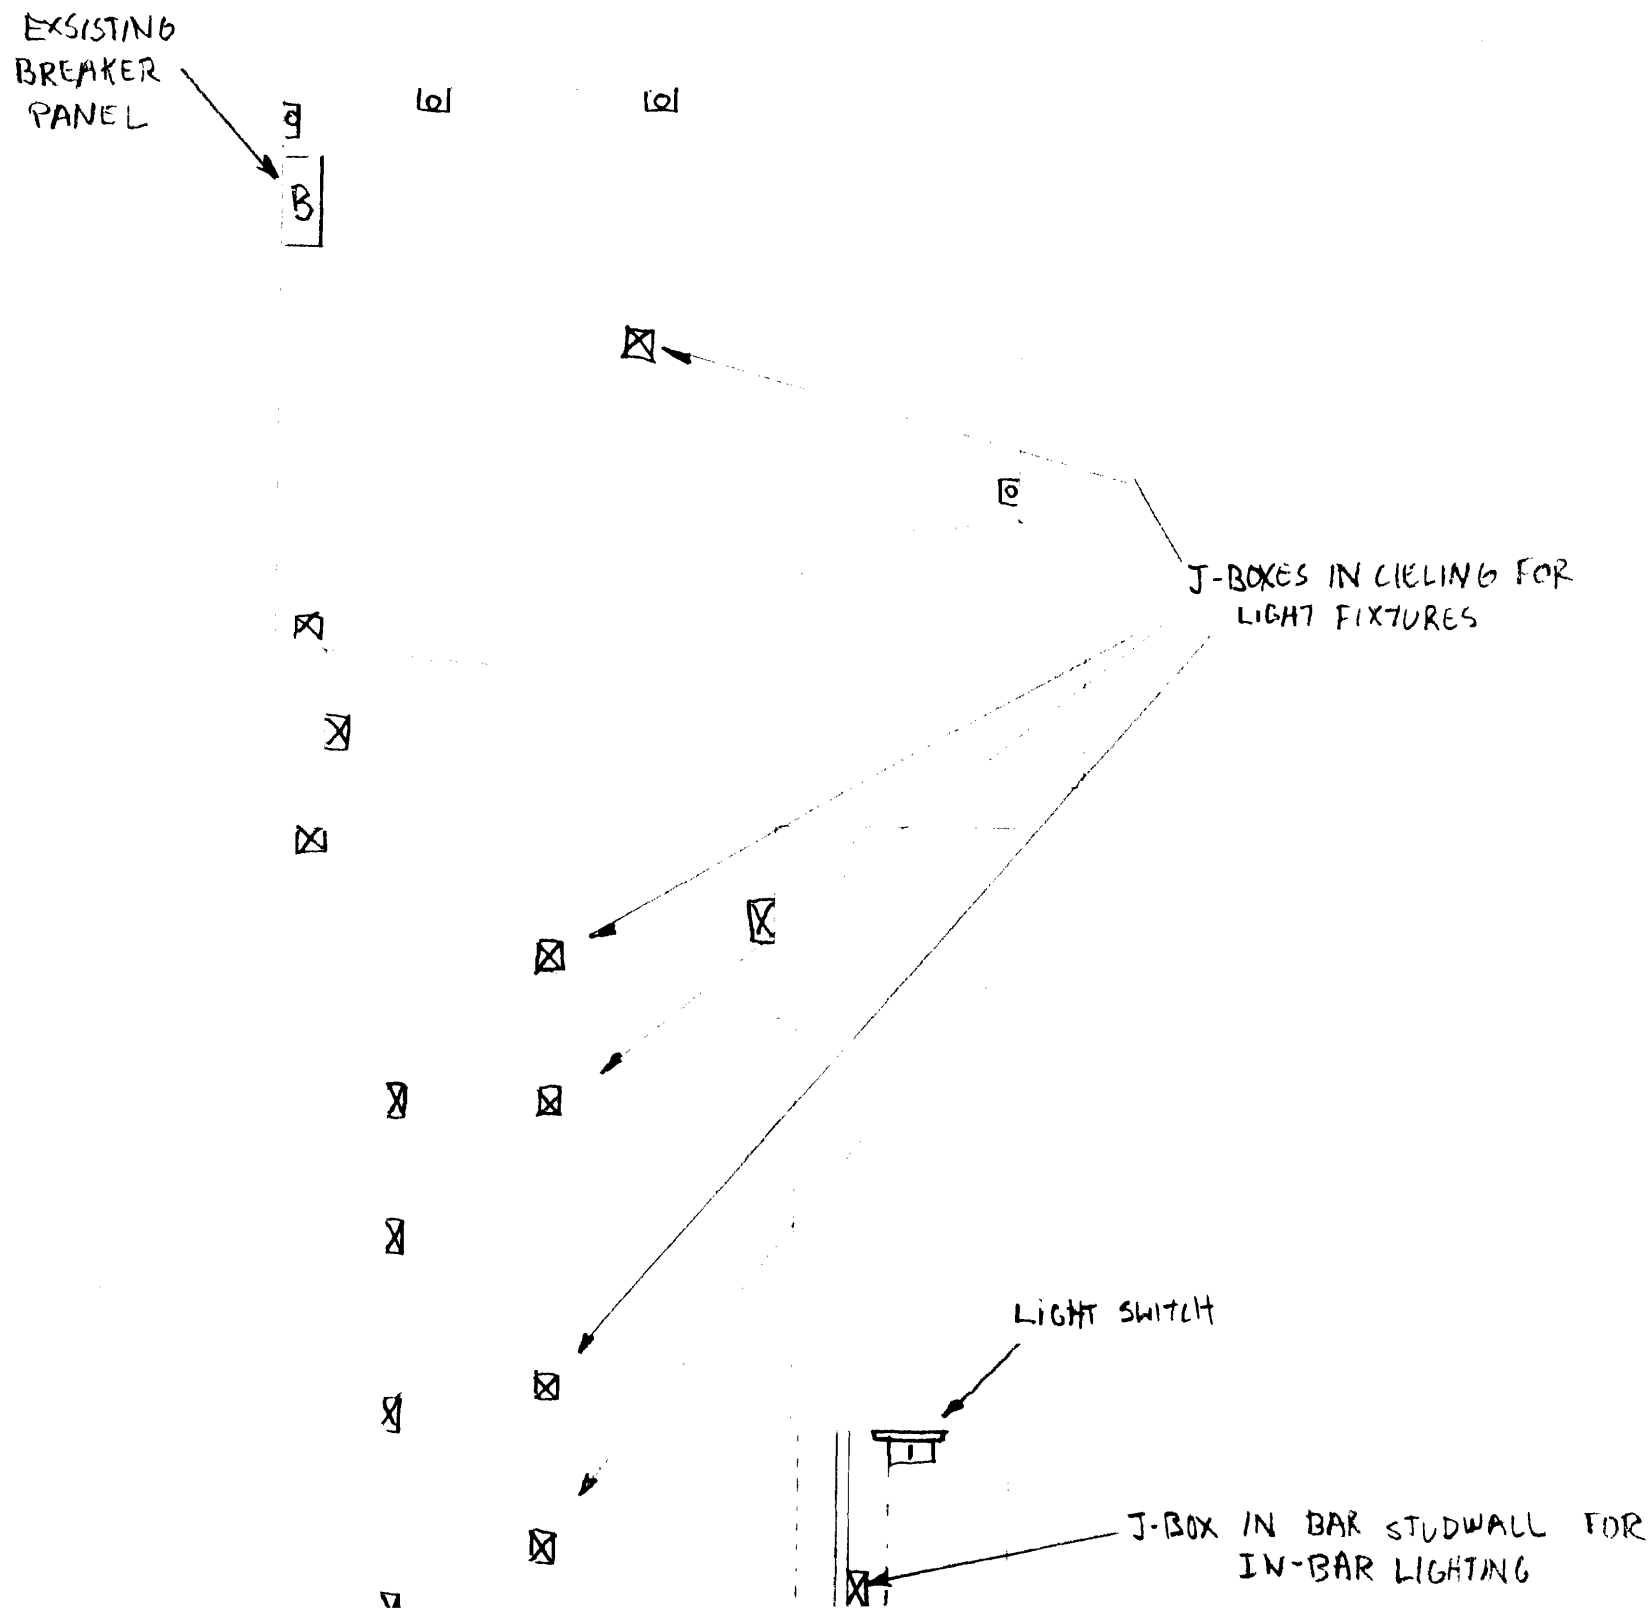 EXSISTING
BREAKER
PANEL
B
J-BOXES IN CIELING FOR
LIGHT FIXTURES
LIGHT SWITCH
J-BOX IN BAR STUDWALL FOR
IN-BAR LIGHTING